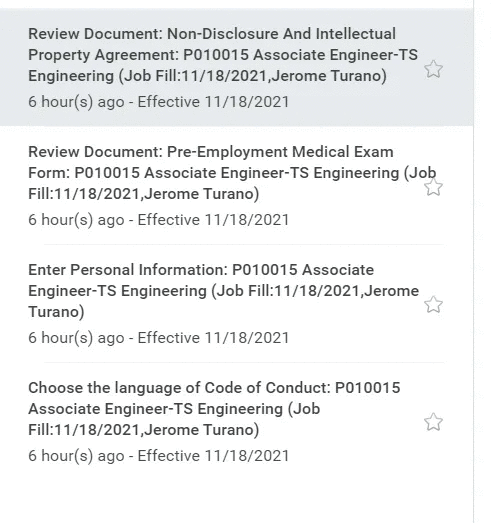 Review Document: Non-Disclosure And Intellectual
Property Agreement: P010015 Associate Engineer-TS
Engineering (Job Fill:11/18/2021,Jerome Turano)
6 hour(s) ago - Effective 11/18/2021
Review Document: Pre-Employment Medical Exam
Form: P010015 Associate Engineer-TS Engineering (Job
Fill:11/18/2021,Jerome Turano)
6 hour(s) ago - Effective 11/18/2021
Enter Personal Information: P010015 Associate
Engineer-TS Engineering (Job Fill:11/18/2021,Jerome
Turano)
6 hour(s) ago - Effective 11/18/2021
Choose the language of Code of Conduct: P010015
Associate Engineer-TS Engineering (Job
Fill:11/18/2021,Jerome Turano)
6 hour(s) ago - Effective 11/18/2021